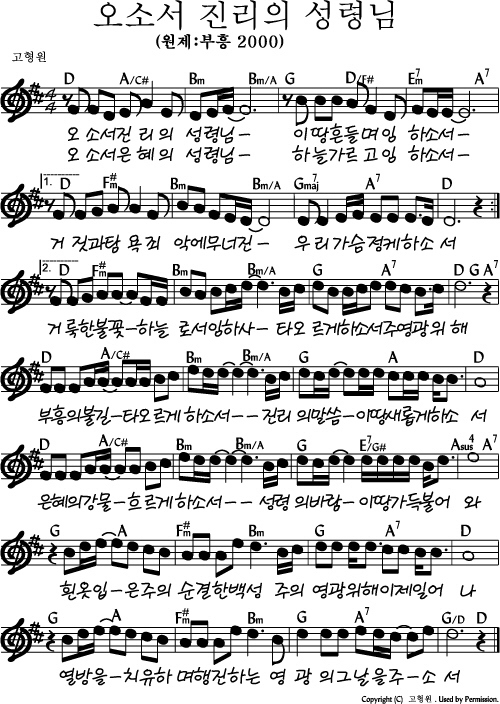 오소서 진리의 성령님
(원제:부흥 2000)
고형원
D A/C# Bm Bm/A G D/F# Em7 A7
4/4
오 소서진 리의 성령님- 이땅흔들며임 하소서-
오 소서은 혜의 성령님- 하늘가르고임 하소서-
1. D F#m Bm Bm/A Gmaj7 A7 D
거 짓과탐 욕죄 악에무너진- 우리가슴정케하소 서
2. D F#m Bm Bm/A G A7 D G A7
거 룩한불꽃-하늘 로서임하사- 타오 르게하소서주영광위 해
D A/C# Bm Bm/A G A D
부흥의불길-타오르게 하소서--진리 의말씀-이땅새롭게하소 서
D A/C# Bm Bm/A G E7/G# Asus4 A7
은혜의강물-흐르게하소서-- 성령 의바람-이땅가득불어 와
G A F#m Bm G A7 D
흰옷입-은주의 순결한백성 주의 영광위해이제일어 나
G A F#m Bm G A7 G/D D
열방을-치유하 며행진하는 영 광 의그날을주-소 서
Copyright (C) 고형원 . Used by Permission.